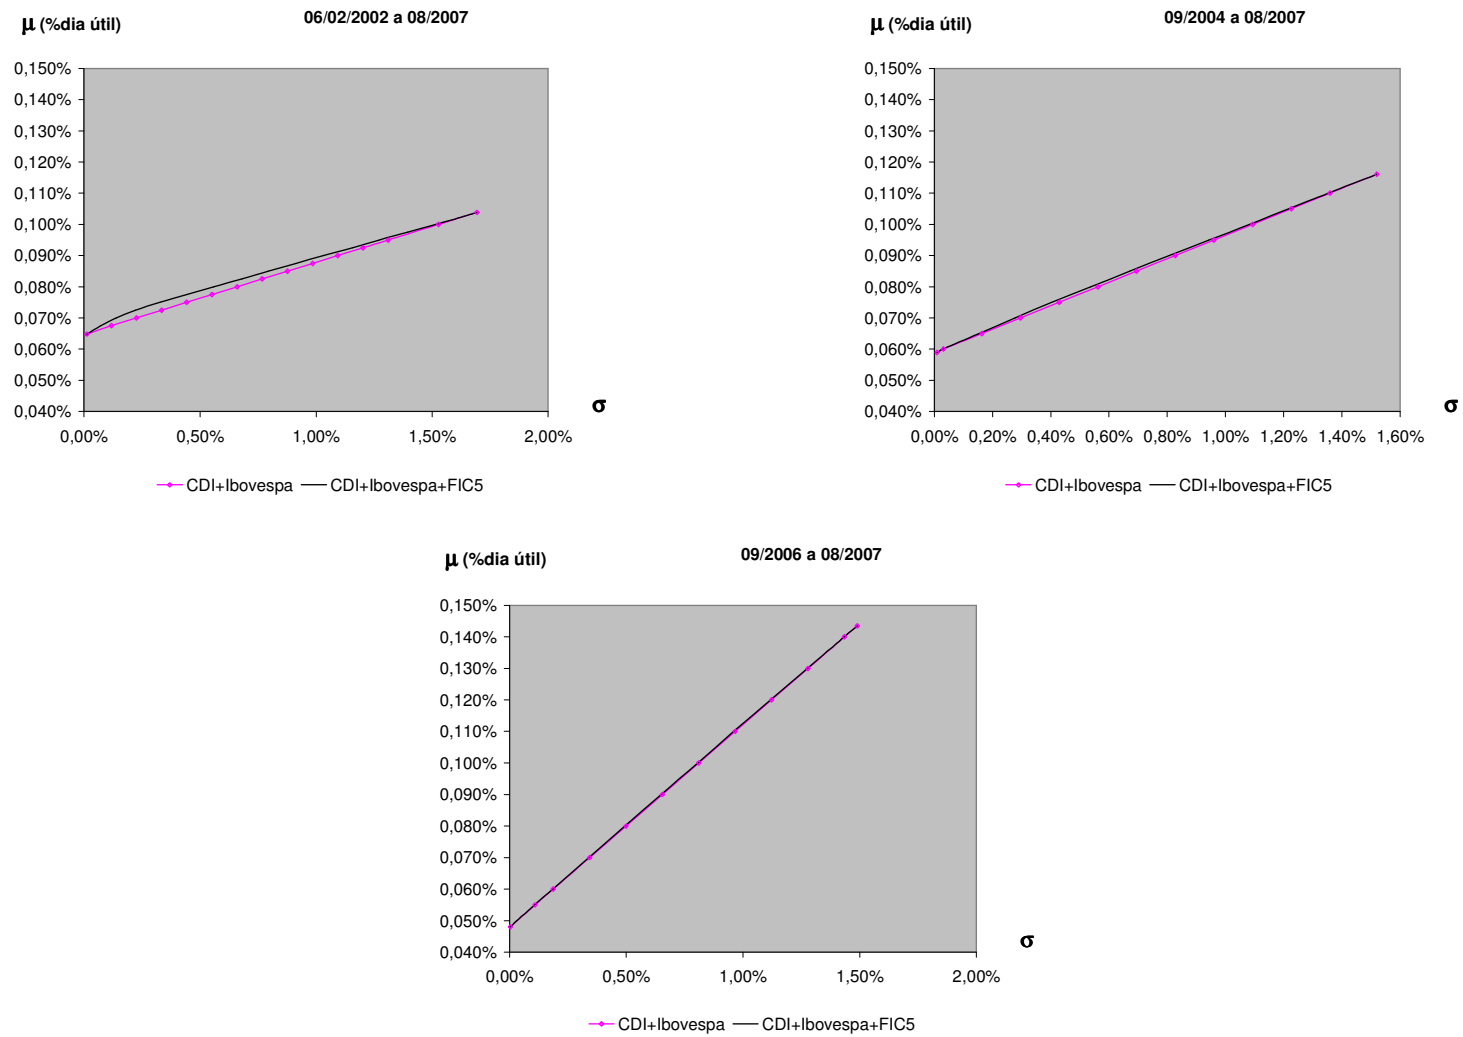 μ (%dia útil)
06/02/2002 a 08/2007
0,150%
0,140%
0,130%
0,120%
0,110%
0,100%
0,090%
0,080%
0,070%
0,060%
0,050%
0,040%
0,00% 0,50% 1,00% 1,50% 2,00%
σ
CDI+Ibovespa CDI+Ibovespa+FIC5
μ (%dia útil)
09/2004 a 08/2007
0,150%
0,140%
0,130%
0,120%
0,110%
0,100%
0,090%
0,080%
0,070%
0,060%
0,050%
0,040%
0,00% 0,20% 0,40% 0,60% 0,80% 1,00% 1,20% 1,40% 1,60%
σ
CDI+Ibovespa CDI+Ibovespa+FIC5
μ (%dia útil)
09/2006 a 08/2007
0,150%
0,140%
0,130%
0,120%
0,110%
0,100%
0,090%
0,080%
0,070%
0,060%
0,050%
0,040%
0,00% 0,50% 1,00% 1,50% 2,00%
σ
CDI+Ibovespa CDI+Ibovespa+FIC5